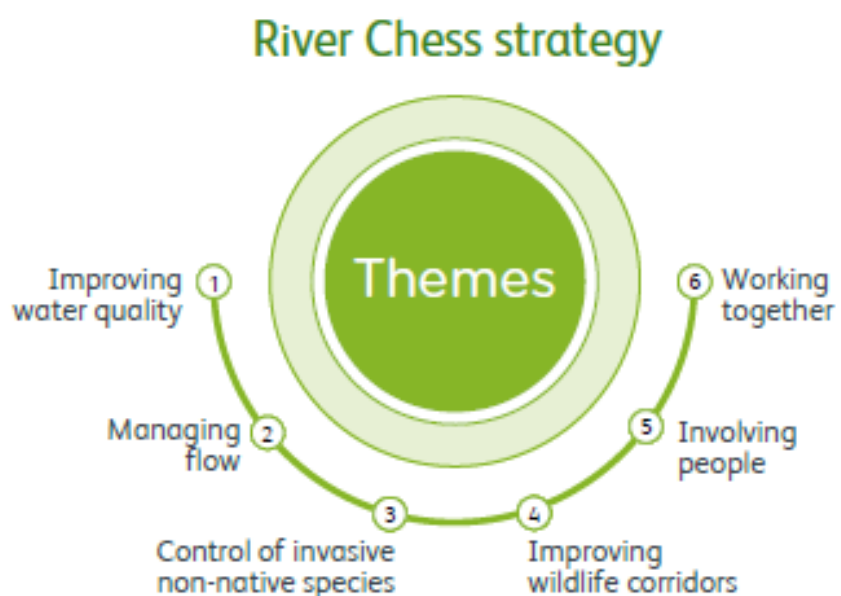 River Chess strategy
Themes
1
Improving
water quality
2
Managing
flow
3
Control of invasive
non-native species
4
Improving
wildlife corridors
5
Involving
people
6
Working
together